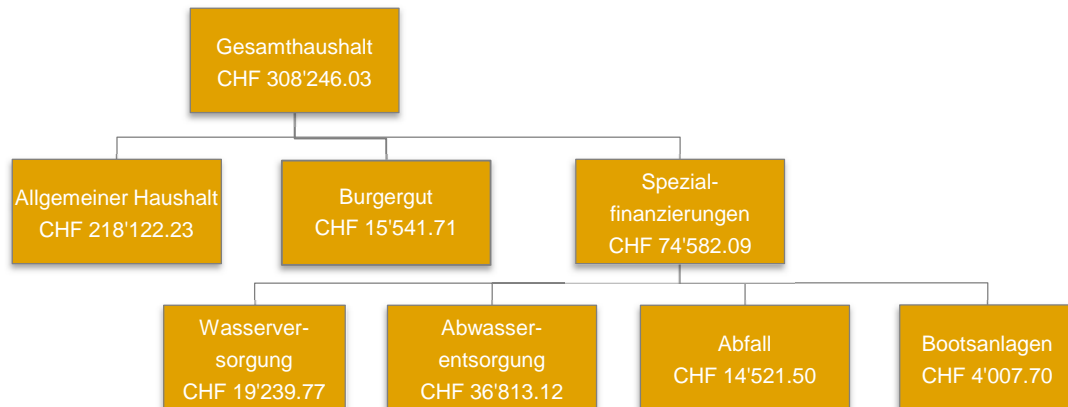 Gesamthaushalt
CHF 308'246.03
Allgemeiner Haushalt
CHF 218'122.23
Burgergut
CHF 15'541.71
Spezial-
finanzierungen
CHF 74'582.09
Wasserver-
sorgung
CHF 19'239.77
Abwasser-
entsorgung
CHF 36'813.12
Abfall
CHF 14'521.50
Bootsanlagen
CHF 4'007.70